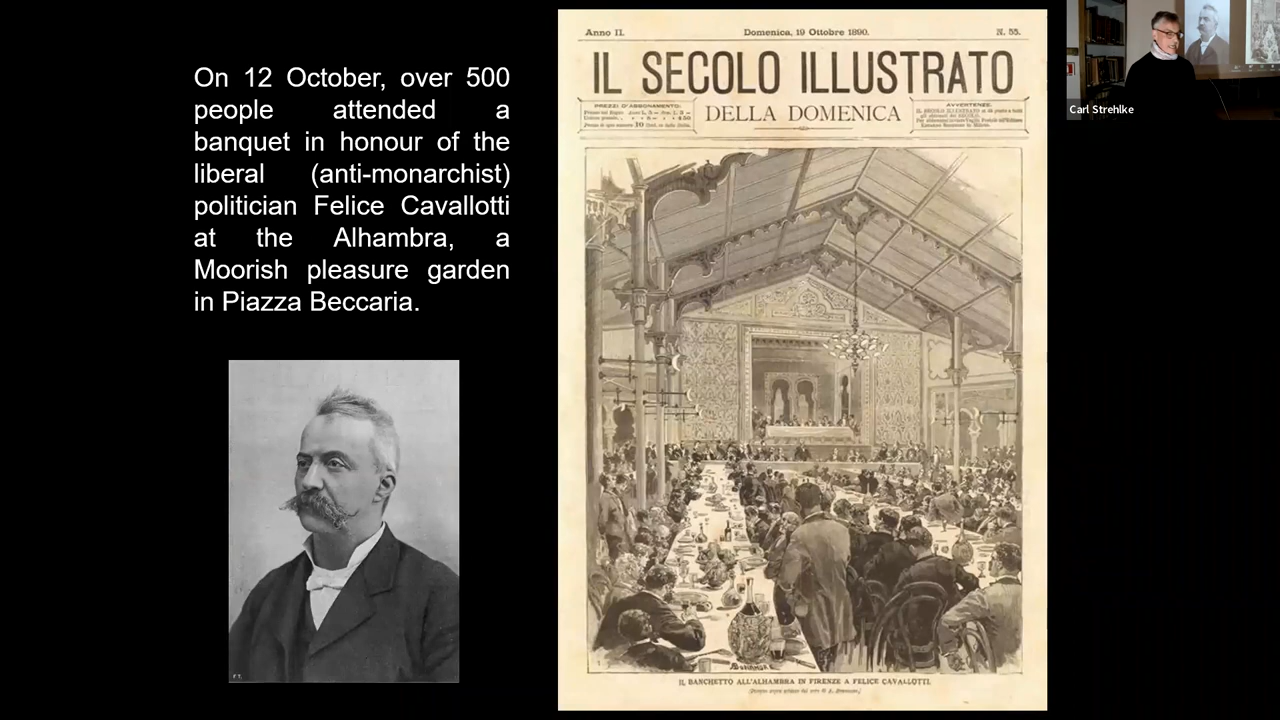 On 12 October, over 500
people attended a
banquet in honour of the
liberal (anti-monarchist)
politician Felice Cavallotti
at the Alhambra, a
Moorish pleasure garden
in Piazza Beccaria.
Anno II.
Domenica, 19 Ottobre 1890.
N. 55.
IL SECOLO ILLUSTRATO
DELLA DOMENICA
PREZZI D'ABBONAMENTO:
AVVERTENZE.
IL BANCHETTO ALL'ALHAMBRA IN FIRENZE A FELICE CAVALLOTTI.
Carl Strehlke